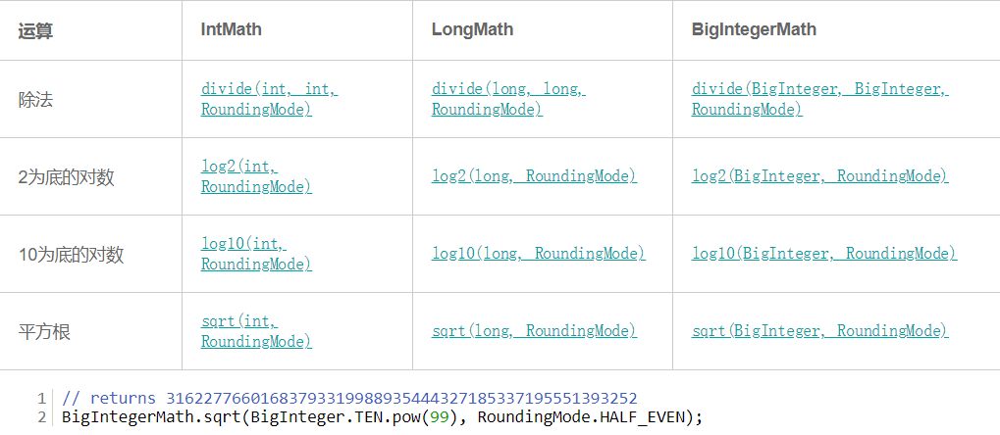 运算 IntMath LongMath BigIntegerMath
除法 divide(int, int, RoundingMode) divide(long, long, RoundingMode) divide(BigInteger, BigInteger, RoundingMode)
2为底的对数 log2(int, RoundingMode) log2(long, RoundingMode) log2(BigInteger, RoundingMode)
10为底的对数 log10(int, RoundingMode) log10(long, RoundingMode) log10(BigInteger, RoundingMode)
平方根 sqrt(int, RoundingMode) sqrt(long, RoundingMode) sqrt(BigInteger, RoundingMode)
1 // returns 31622776601683793319988935444327185337195551393252
2 BigIntegerMath.sqrt(BigInteger.TEN.pow(99), RoundingMode.HALF_EVEN);